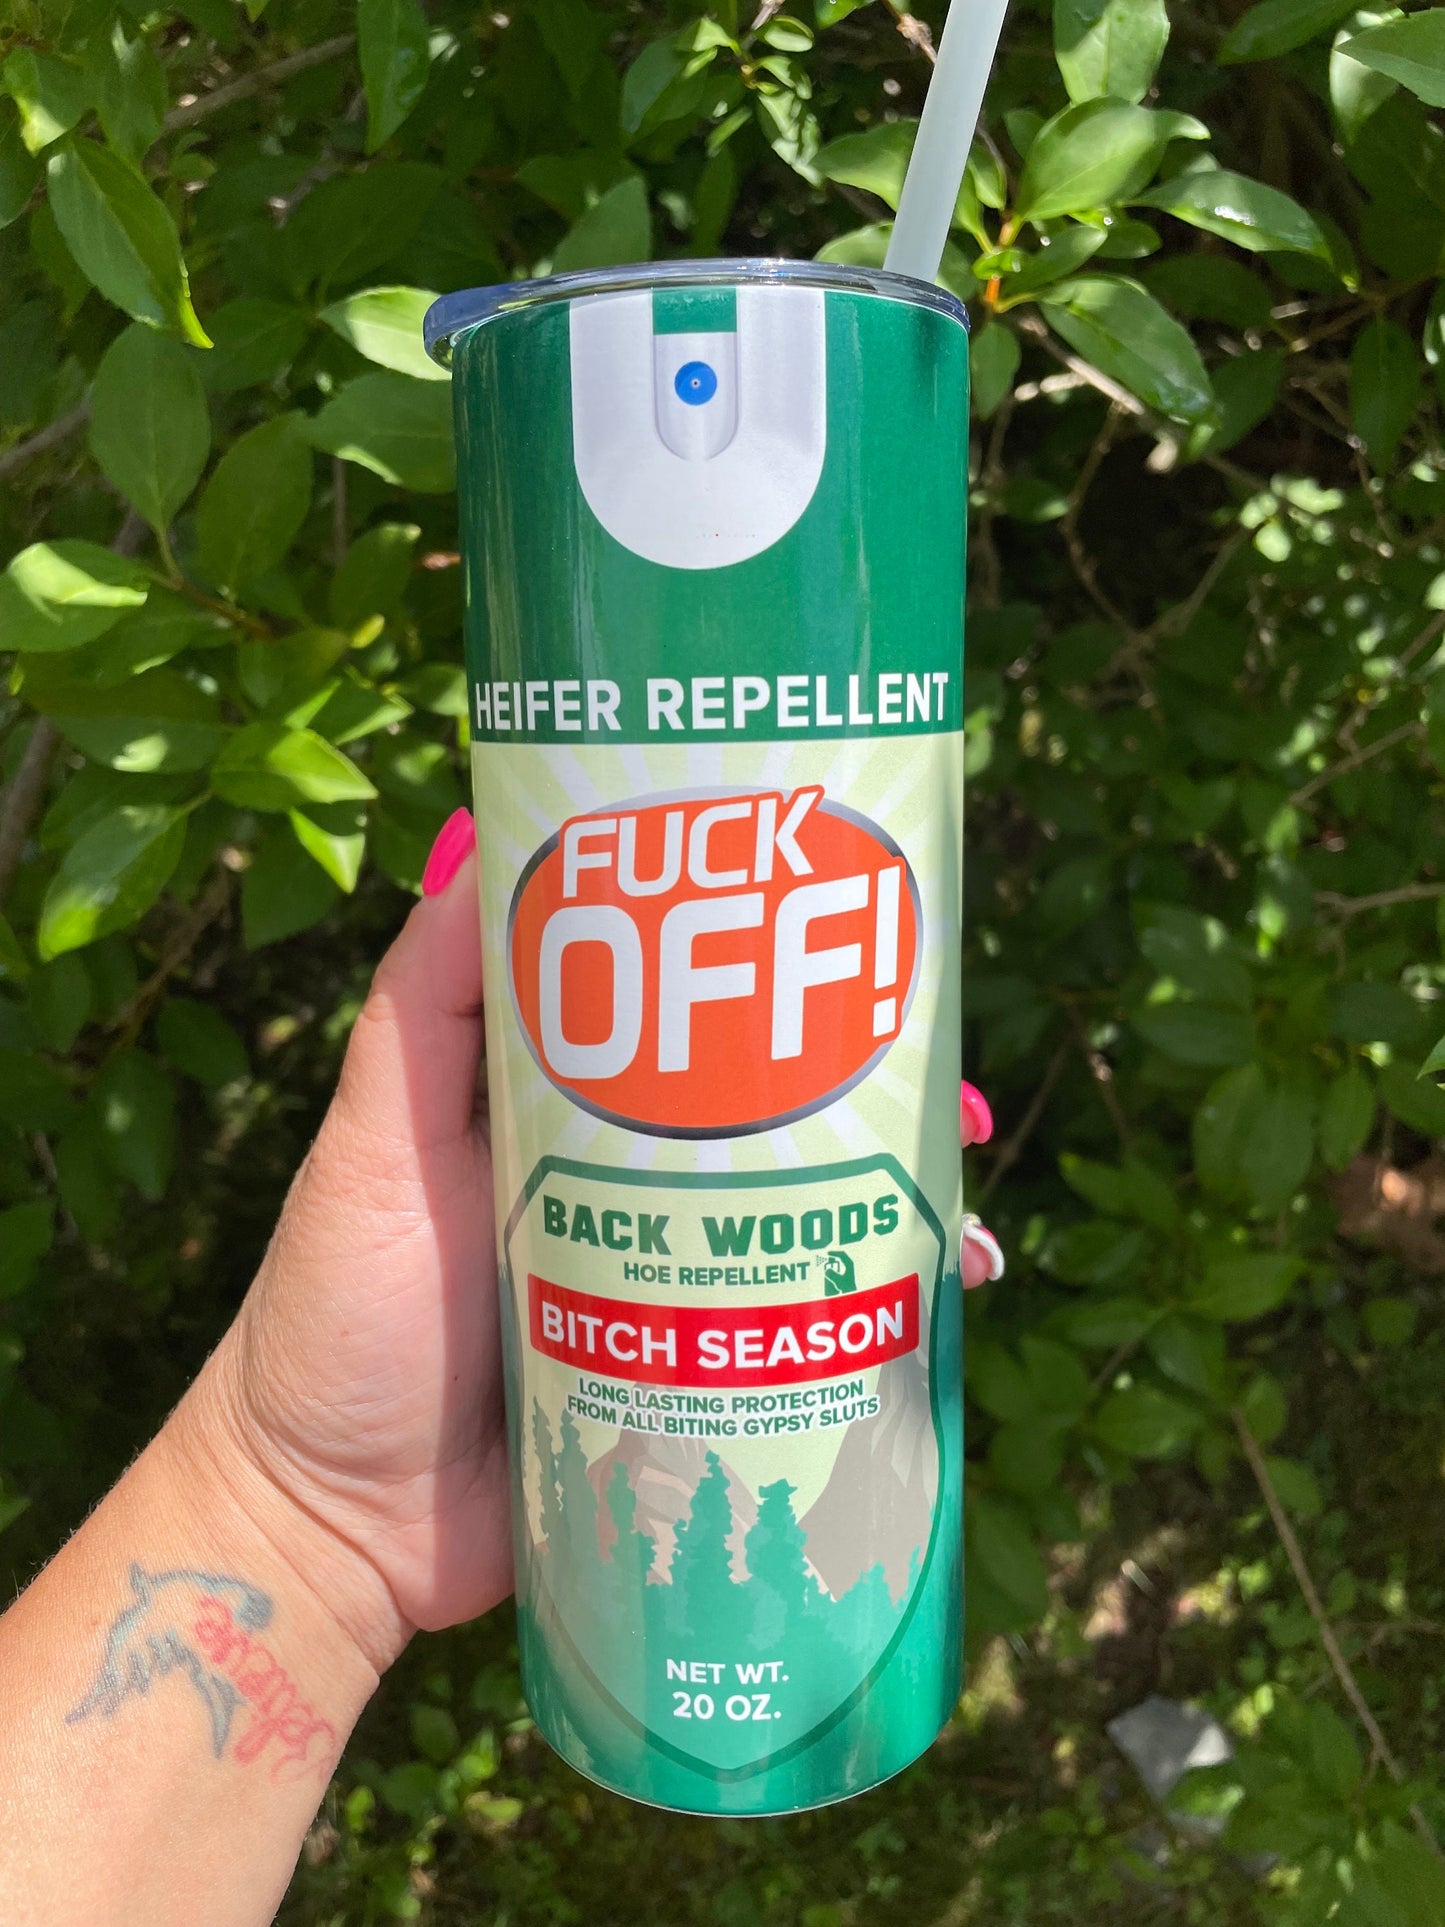 HEIFER REPELLENT
FUCK
OFF!
BACK WOODS
HOE REPELLENT
BITCH SEASON
LONG LASTING PROTECTION
FROM ALL BITING GYPSY SLUTS
NET WT.
20 OZ.
Believe